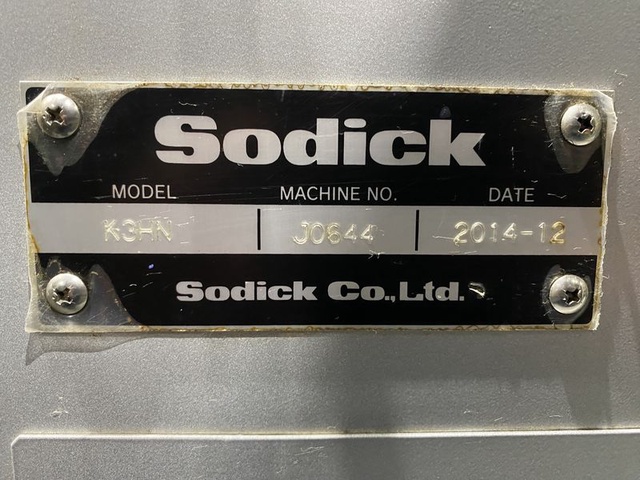 Sodick
MODEL MACHINE NO. DATE
K3HN J0644 2014-12
Sodick Co., Ltd.